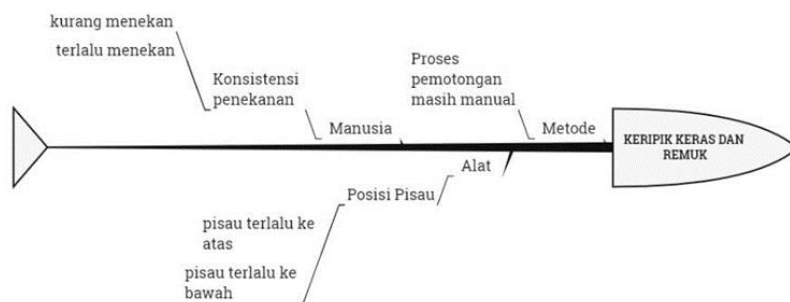 kurang menekan
terlalu menekan
Konsistensi
penekanan
Manusia
Proses
pemotongan
masih manual
Metode
KERIPIK KERAS DAN
REMUK
Alat
Posisi Pisau
pisau terlalu ke
atas
pisau terlalu ke
bawah